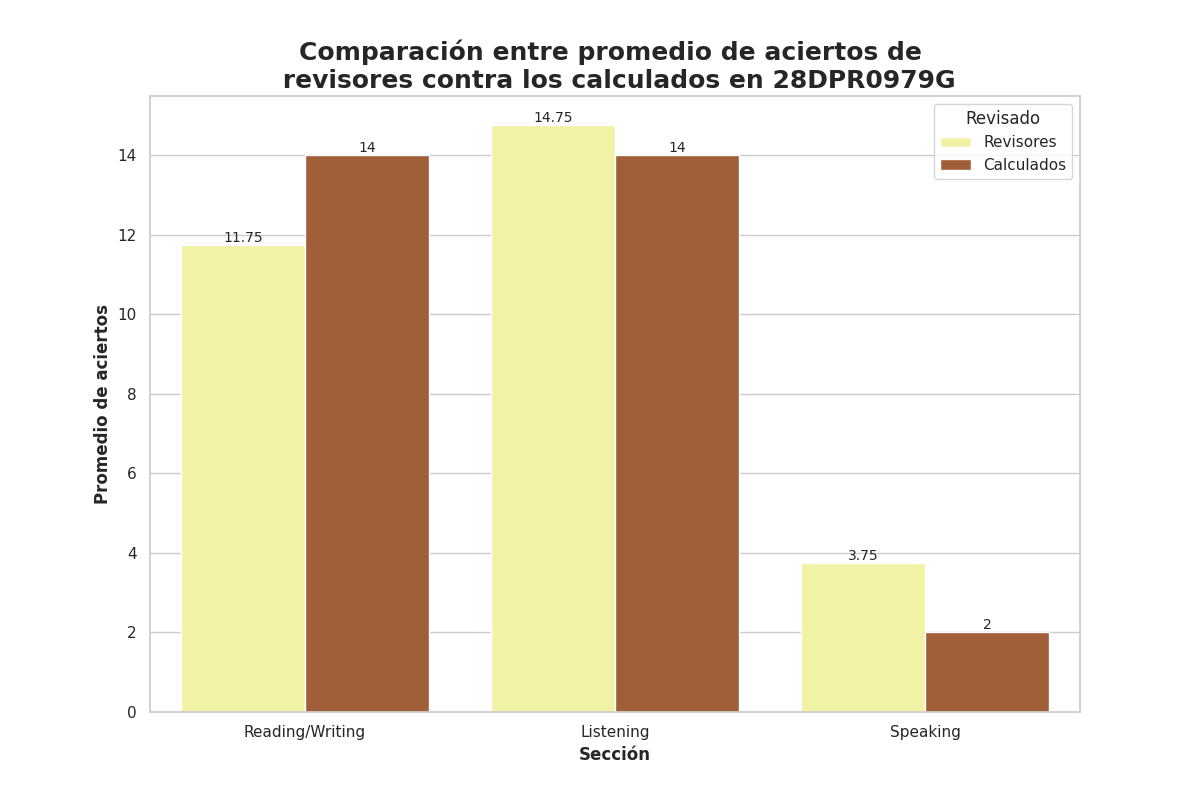 Comparación entre promedio de aciertos de
revisores contra los calculados en 28DPR0979G
Revisado
Revisores
Calculados
Promedio de aciertos
14
12
10
8
6
4
2
0
11.75
14
14.75
14
3.75
2
Reading/Writing
Listening
Speaking
Sección